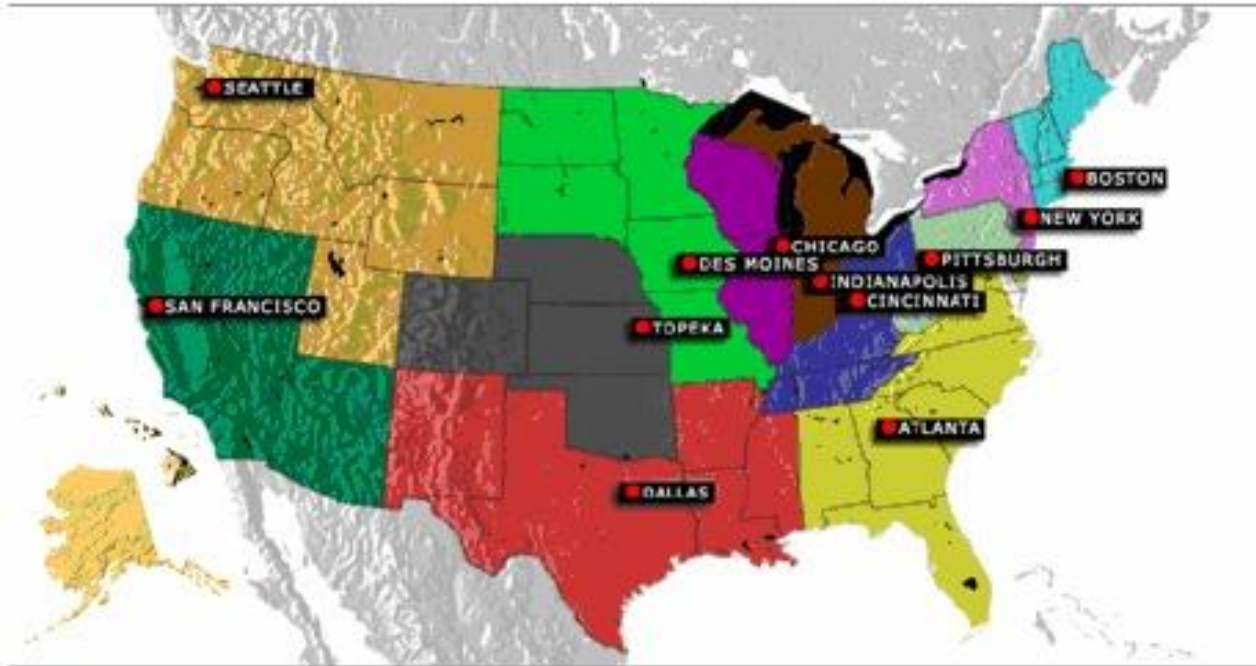 SEATTLE
BOSTON
NEW YORK
CHICAGO
PITTSBURGH
DES MOINES
INDIANAPOLIS
CINCINNATI
SAN FRANCISCO
TOPEKA
ATLANTA
DALLAS